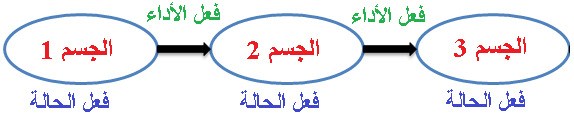 فعل الأداء
فعل الأداء
الجسم 1
الجسم 2
الجسم 3
فعل الحالة
فعل الحالة
فعل الحالة